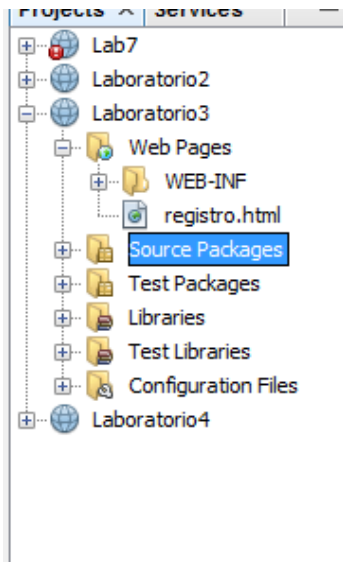 Projects × Services
Lab7
Laboratorio2
Laboratorio3
Web Pages
WEB-INF
registro.html
Source Packages
Test Packages
Libraries
Test Libraries
Configuration Files
Laboratorio4